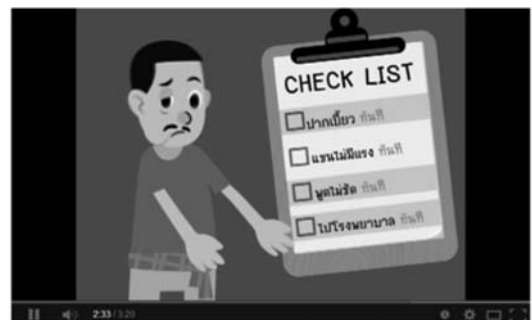 CHECK LIST
ปากเบี้ยว ทันที
แขนไม่มีแรง ทันที
พูดไม่ชัด ทันที
ไปโรงพยาบาล ทันที
2:33 / 3:20